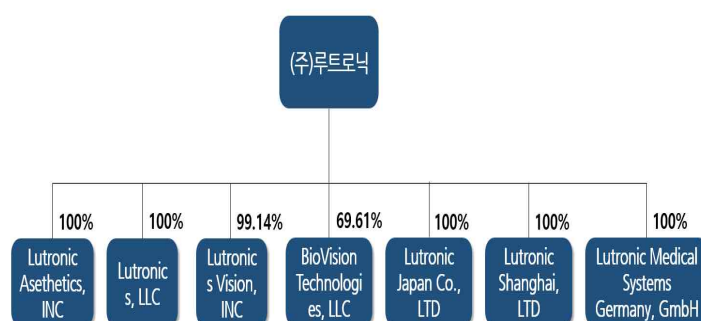 (주)루트로닉
100%
100%
99.14%
69.61%
100%
100%
100%
Lutronic
Asethetics,
INC
Lutronic
s, LLC
Lutronic
s Vision,
INC
BioVision
Technologi
es, LLC
Lutronic
Japan Co.,
LTD
Lutronic
Shanghai,
LTD
Lutronic Medical
Systems
Germany, GmbH